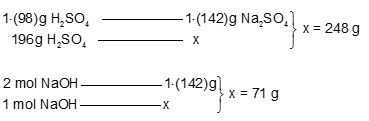 1·(98)g H₂SO₄ ——— 1·(142)g Na₂SO₄ } x = 248 g
196g H₂SO₄ ——— x
2 mol NaOH ——— 1·(142)g } x = 71 g
1 mol NaOH ——— x